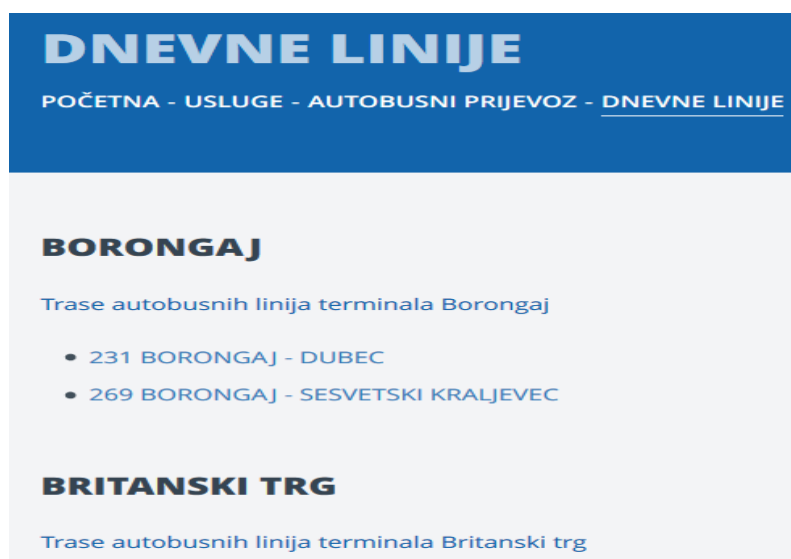 DNEVNE LINIJE
POČETNA - USLUGE - AUTOBUSNI PRIJEVOZ - DNEVNE LINIJE
BORONGAJ
Trase autobusnih linija terminala Borongaj
• 231 BORONGAJ - DUBEC
• 269 BORONGAJ - SESVETSKI KRALJEVEC
BRITANSKI TRG
Trase autobusnih linija terminala Britanski trg